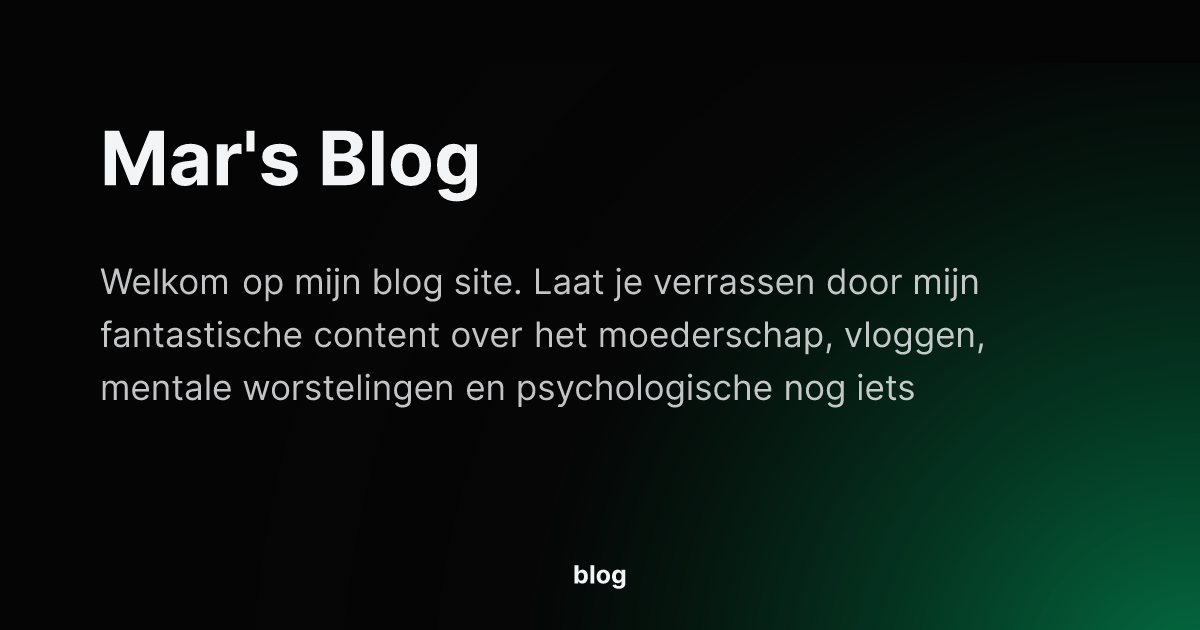 Mar's Blog
Welkom op mijn blog site. Laat je verrassen door mijn
fantastische content over het moederschap, vloggen,
mentale worstelingen en psychologische nog iets
blog